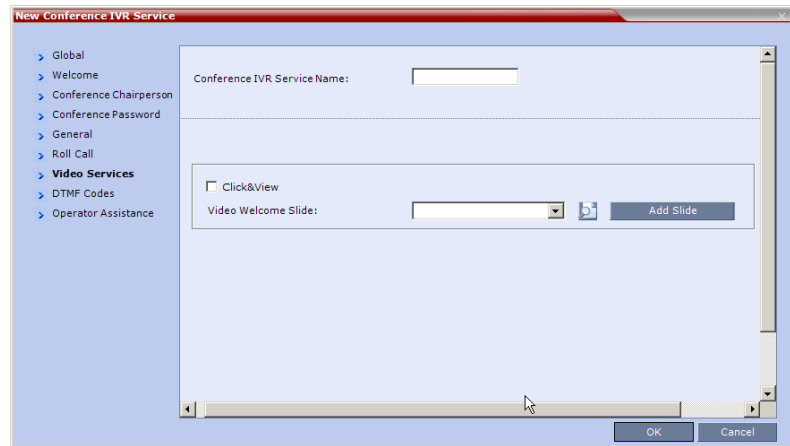 New Conference IVR Service
Global
Welcome
Conference Chairperson
Conference Password
General
Roll Call
Video Services
DTMF Codes
Operator Assistance
Conference IVR Service Name:
Click&View
Video Welcome Slide:
Add Slide
OK
Cancel